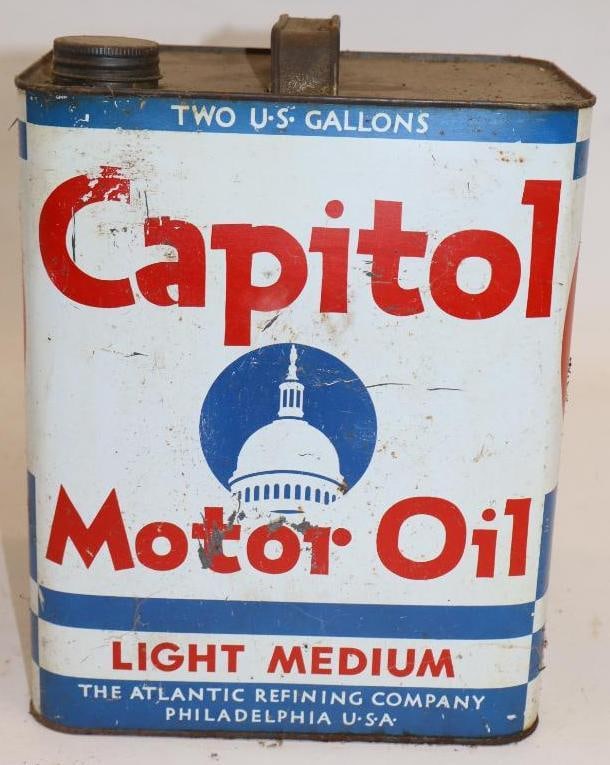 TWO U·S· GALLONS
Capitol
Motor Oil
LIGHT MEDIUM
THE ATLANTIC REFINING COMPANY
PHILADELPHIA U·S·A·